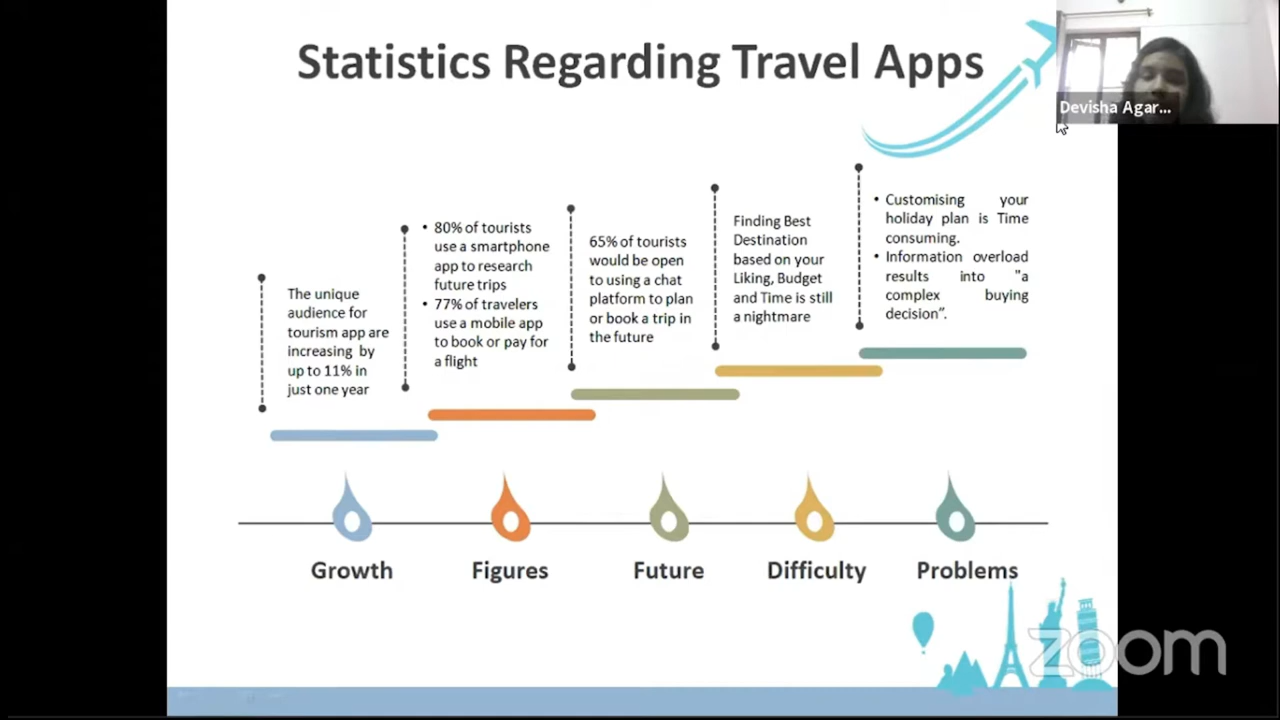 Statistics Regarding Travel Apps
Devisha Agar...
The unique
audience for
tourism app are
increasing by
up to 11% in
just one year
• 80% of tourists
use a smartphone
app to research
future trips
• 77% of travelers
use a mobile app
to book or pay for
a flight
65% of tourists
would be open
to using a chat
platform to plan
or book a trip in
the future
Finding Best
Destination
based on your
Liking, Budget
and Time is still
a nightmare
• Customising your
holiday plan is Time
consuming.
• Information overload
results into "a
complex buying
decision”.
Growth
Figures
Future
Difficulty
Problems
zoom